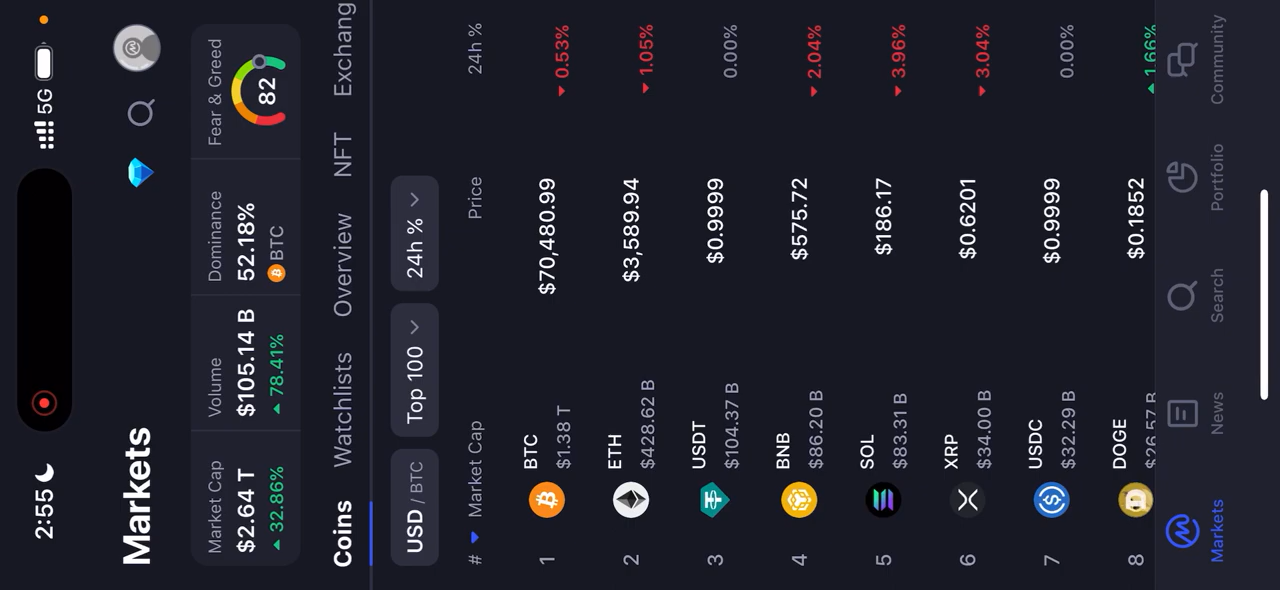 2:55 5G
Markets
Market Cap Volume Dominance Fear & Greed
$2.64 T $105.14 B 52.18% 82
32.86% 78.41% BTC
Coins Watchlists Overview NFT Exchang
USD / BTC Top 100 24h %
# Market Cap Price 24h %
1 BTC $70,480.99 0.53%
$1.38 T
2 ETH $3,589.94 1.05%
$428.62 B
3 USDT $0.9999 0.00%
$104.37 B
4 BNB $575.72 2.04%
$86.20 B
5 SOL $186.17 3.96%
$83.31 B
6 XRP $0.6201 3.04%
$34.00 B
7 USDC $0.9999 0.00%
$32.29 B
8 DOGE $0.1852 1.66%
$26.57 B
Markets News Search Portfolio Community